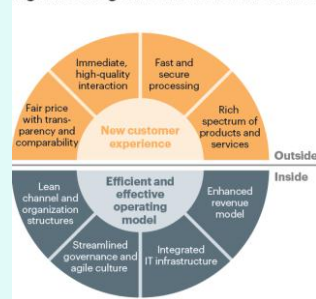 Immediate,
high-quality
interaction
Fast and
secure
processing
Fair price
with trans-
parency and
comparability
New customer
experience
Rich
spectrum of
products and
services
Outside
Inside
Lean
channel and
organization
structures
Efficient and
effective
operating
model
Enhanced
revenue
model
Streamlined
governance and
agile culture
Integrated
IT infrastructure